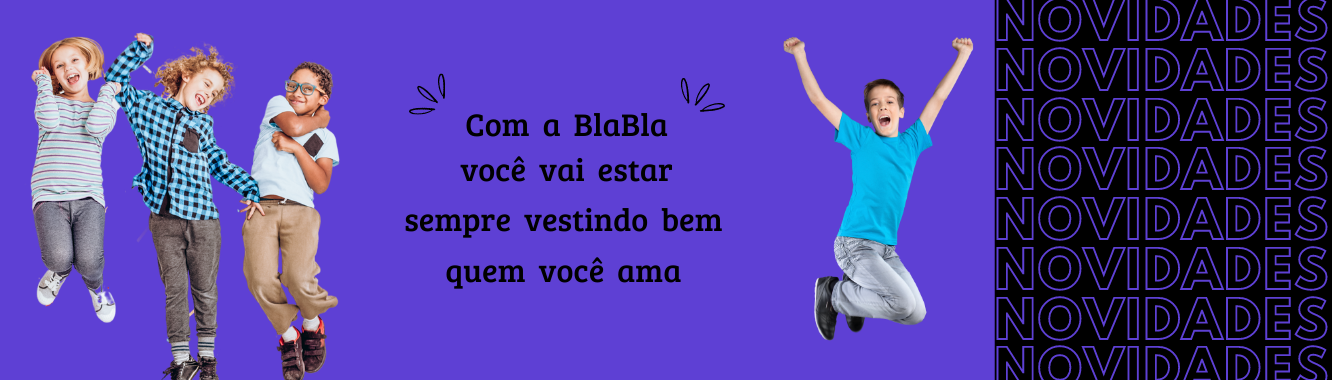 Com a BlaBla
você vai estar
sempre vestindo bem
quem você ama
NOVIDADES
NOVIDADES
NOVIDADES
NOVIDADES
NOVIDADES
NOVIDADES
NOVIDADES
NOVIDADES